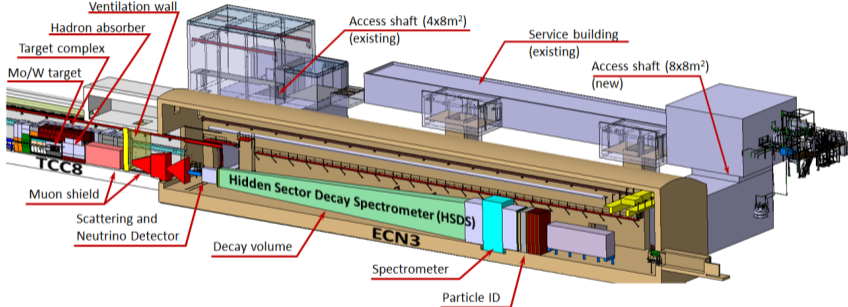 Ventilation wall
Hadron absorber
Target complex
Mo/W target
Access shaft (4x8m²)
(existing)
Service building
(existing)
Access shaft (8x8m²)
(new)
TCC8
Muon shield
Scattering and
Neutrino Detector
Hidden Sector Decay Spectrometer (HSDS)
Decay volume
ECN3
Spectrometer
Particle ID